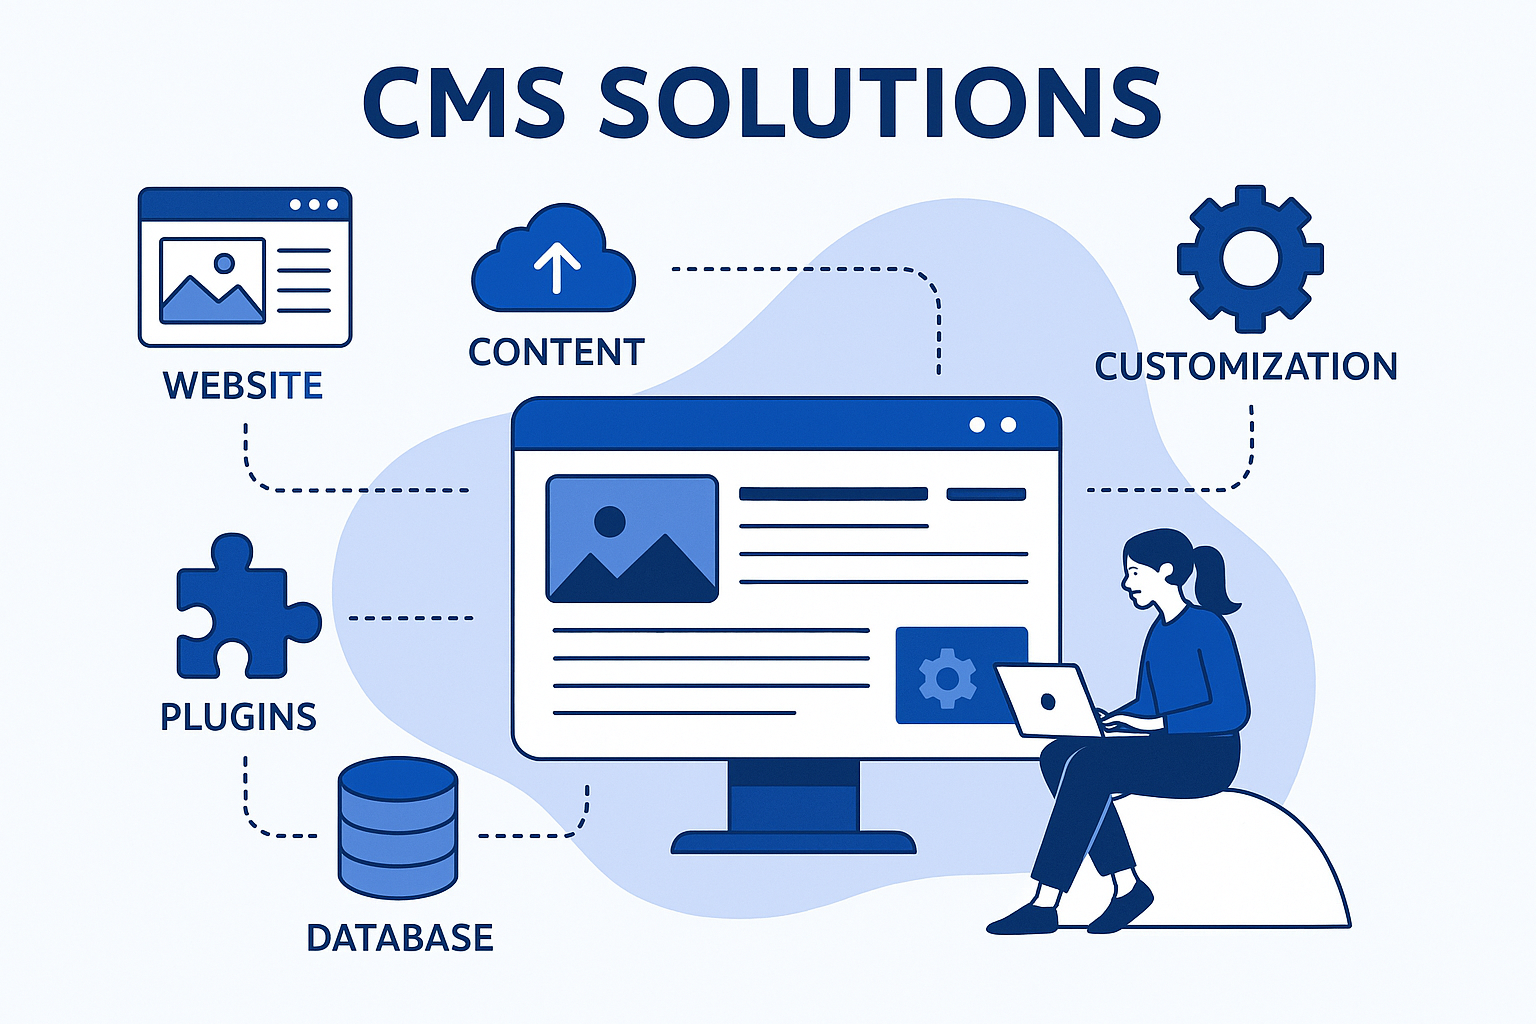 CMS SOLUTIONS
WEBSITE
CONTENT
CUSTOMIZATION
PLUGINS
DATABASE